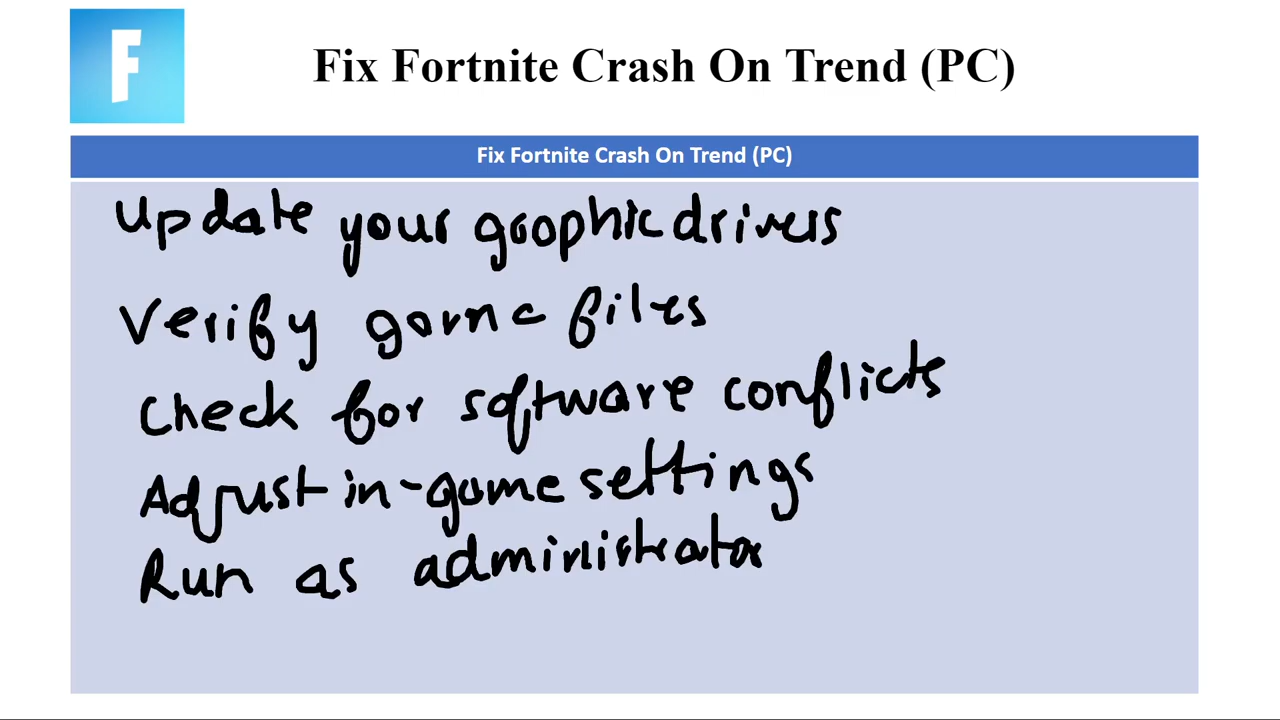 F
Fix Fortnite Crash On Trend (PC)
Fix Fortnite Crash On Trend (PC)
Update your graphic drivers
Verify game files
Check for software conflicts
Adjust in-game settings
Run as administrator